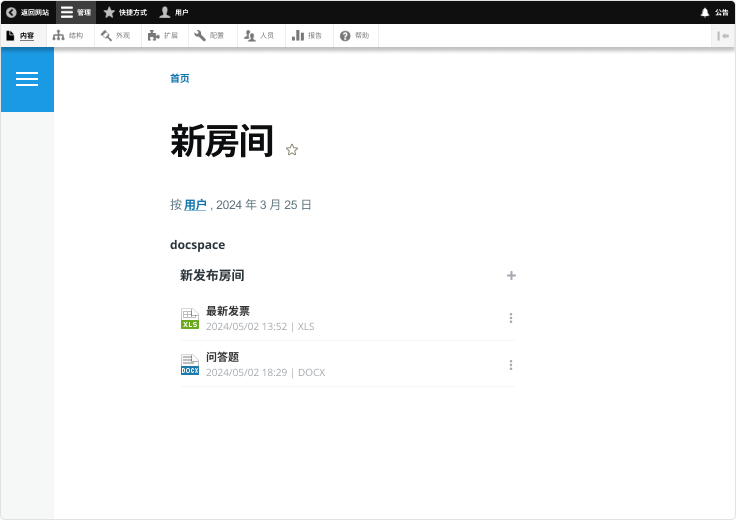 返回网站 管理 快捷方式 用户 公告
内容 结构 外观 扩展 配置 人员 报告 帮助
首页
新房间
按 用户 , 2024 年 3 月 25 日
docspace
新发布房间
最新发票
XLS
2024/05/02 13:52 | XLS
问答题
DOCX
2024/05/02 18:29 | DOCX